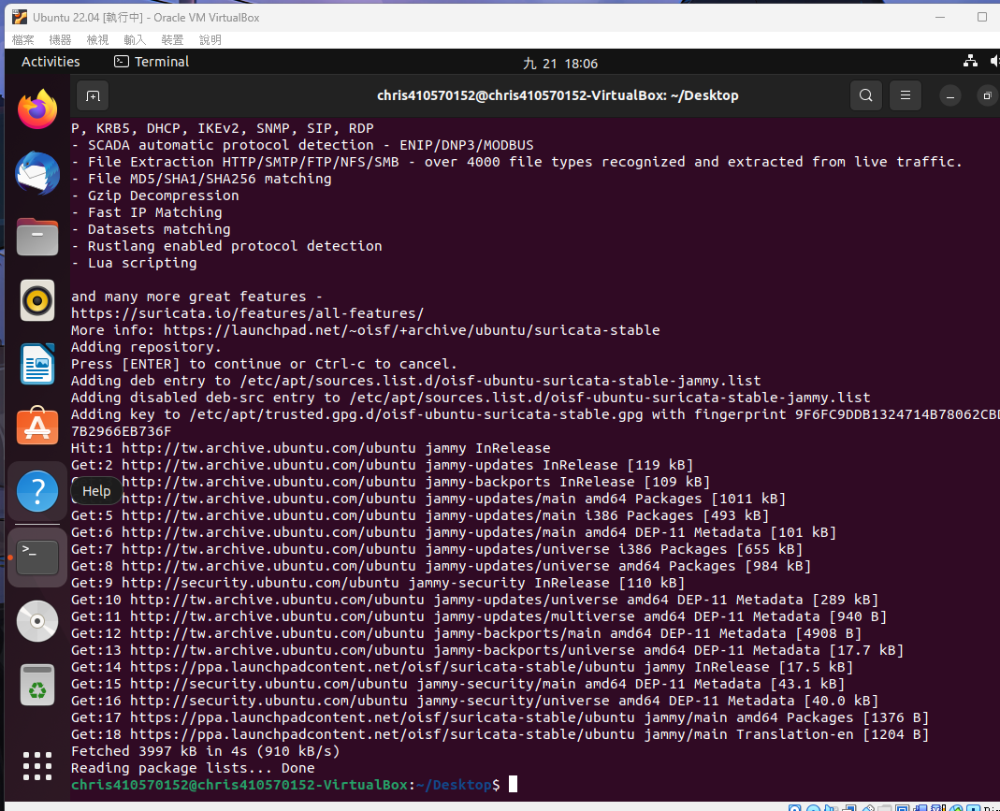 Ubuntu 22.04 [執行中] - Oracle VM VirtualBox
檔案 機器 檢視 輸入 裝置 說明
Activities Terminal 九 21 18:06
chris410570152@chris410570152-VirtualBox: ~/Desktop
P, KRB5, DHCP, IKEv2, SNMP, SIP, RDP
- SCADA automatic protocol detection - ENIP/DNP3/MODBUS
- File Extraction HTTP/SMTP/FTP/NFS/SMB - over 4000 file types recognized and extracted from live traffic.
- File MD5/SHA1/SHA256 matching
- Gzip Decompression
- Fast IP Matching
- Datasets matching
- Rustlang enabled protocol detection
- Lua scripting
and many more great features -
https://suricata.io/features/all-features/
More info: https://launchpad.net/~oisf/+archive/ubuntu/suricata-stable
Adding repository.
Press [ENTER] to continue or Ctrl-c to cancel.
Adding deb entry to /etc/apt/sources.list.d/oisf-ubuntu-suricata-stable-jammy.list
Adding disabled deb-src entry to /etc/apt/sources.list.d/oisf-ubuntu-suricata-stable-jammy.list
Adding key to /etc/apt/trusted.gpg.d/oisf-ubuntu-suricata-stable.gpg with fingerprint 9F6FC9DDB1324714B78062CBD
7B2966EB736F
Hit:1 http://tw.archive.ubuntu.com/ubuntu jammy InRelease
Get:2 http://tw.archive.ubuntu.com/ubuntu jammy-updates InRelease [119 kB]
Help http://tw.archive.ubuntu.com/ubuntu jammy-backports InRelease [109 kB]
http://tw.archive.ubuntu.com/ubuntu jammy-updates/main amd64 Packages [1011 kB]
Get:5 http://tw.archive.ubuntu.com/ubuntu jammy-updates/main i386 Packages [493 kB]
Get:6 http://tw.archive.ubuntu.com/ubuntu jammy-updates/main amd64 DEP-11 Metadata [101 kB]
Get:7 http://tw.archive.ubuntu.com/ubuntu jammy-updates/universe i386 Packages [655 kB]
Get:8 http://tw.archive.ubuntu.com/ubuntu jammy-updates/universe amd64 Packages [984 kB]
Get:9 http://security.ubuntu.com/ubuntu jammy-security InRelease [110 kB]
Get:10 http://tw.archive.ubuntu.com/ubuntu jammy-updates/universe amd64 DEP-11 Metadata [289 kB]
Get:11 http://tw.archive.ubuntu.com/ubuntu jammy-updates/multiverse amd64 DEP-11 Metadata [940 B]
Get:12 http://tw.archive.ubuntu.com/ubuntu jammy-backports/main amd64 DEP-11 Metadata [4908 B]
Get:13 http://tw.archive.ubuntu.com/ubuntu jammy-backports/universe amd64 DEP-11 Metadata [17.7 kB]
Get:14 https://ppa.launchpadcontent.net/oisf/suricata-stable/ubuntu jammy InRelease [17.5 kB]
Get:15 http://security.ubuntu.com/ubuntu jammy-security/main amd64 DEP-11 Metadata [43.1 kB]
Get:16 http://security.ubuntu.com/ubuntu jammy-security/universe amd64 DEP-11 Metadata [40.0 kB]
Get:17 https://ppa.launchpadcontent.net/oisf/suricata-stable/ubuntu jammy/main amd64 Packages [1376 B]
Get:18 https://ppa.launchpadcontent.net/oisf/suricata-stable/ubuntu jammy/main Translation-en [1204 B]
Fetched 3997 kB in 4s (910 kB/s)
Reading package lists... Done
chris410570152@chris410570152-VirtualBox:~/Desktop$